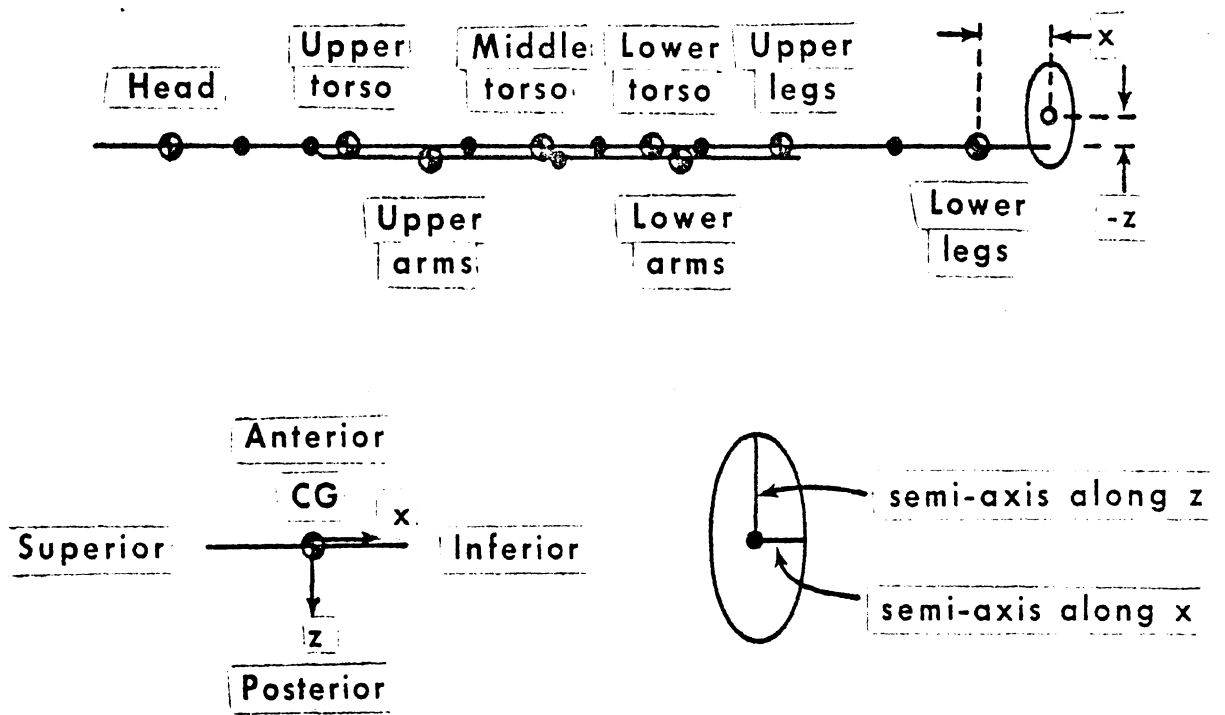 Head
Upper
torso
Middle
torso
Lower
torso
Upper
legs
x
Upper
arms
Lower
arms
Lower
legs
-z
Anterior
CG
x
Superior
Inferior
z
Posterior
semi-axis along z
semi-axis along x